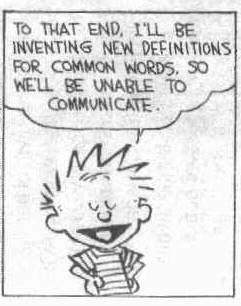 TO THAT END, I'LL BE
INVENTING NEW DEFINITIONS
FOR COMMON WORDS, SO
WE'LL BE UNABLE TO
COMMUNICATE.